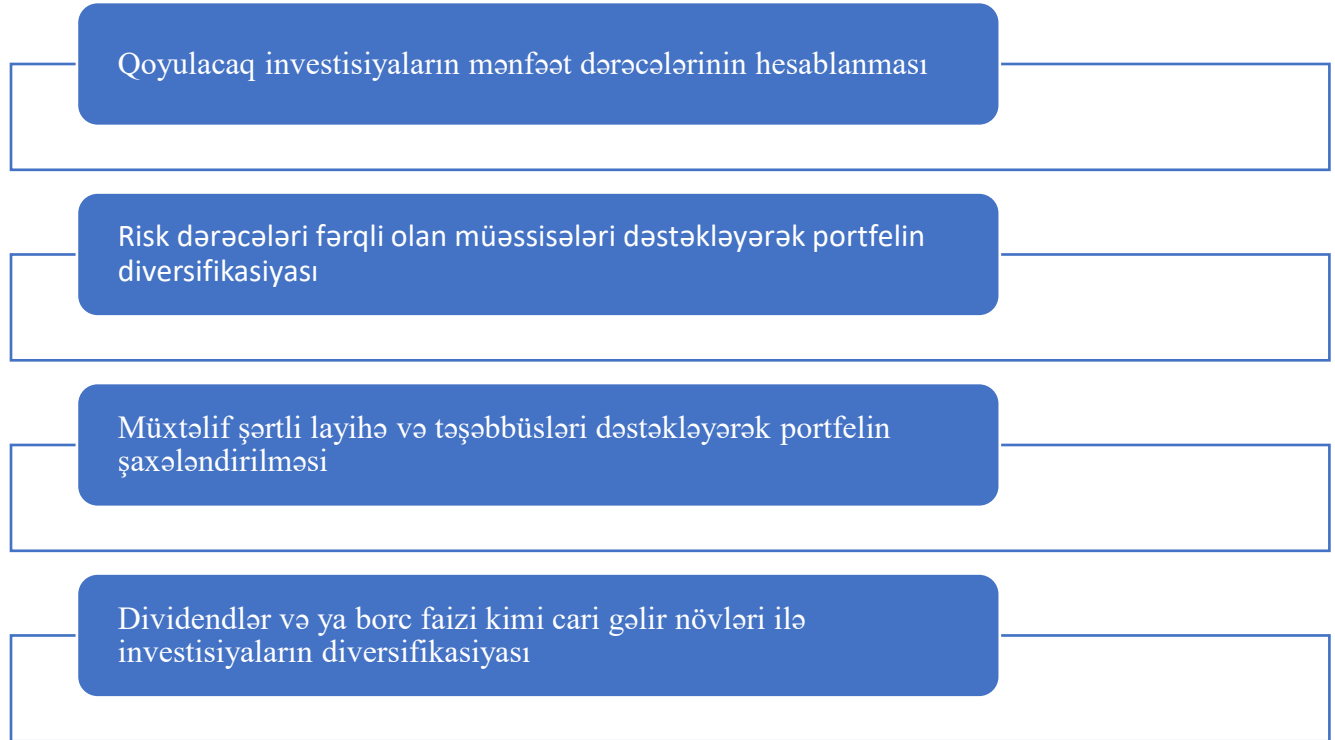 Qoyulacaq investisiyaların mənfəət dərəcələrinin hesablanması
Risk dərəcələri fərqli olan müəssisələri dəstəkləyərək portfelin
diversifikasiyası
Müxtəlif şərtli layihə və təşəbbüsləri dəstəkləyərək portfelin
şaxələndirilməsi
Dividendlər və ya borc faizi kimi cari gəlir növləri ilə
investisiyaların diversifikasiyası